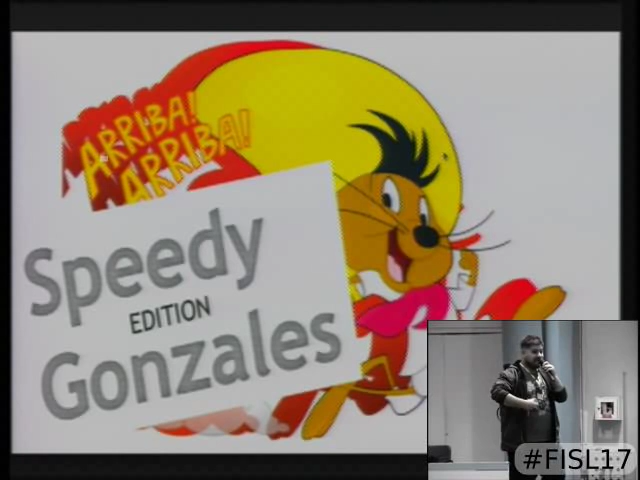 ARRIBA!
ARRIBA!
Speedy
EDITION
Gonzales
#FISL17